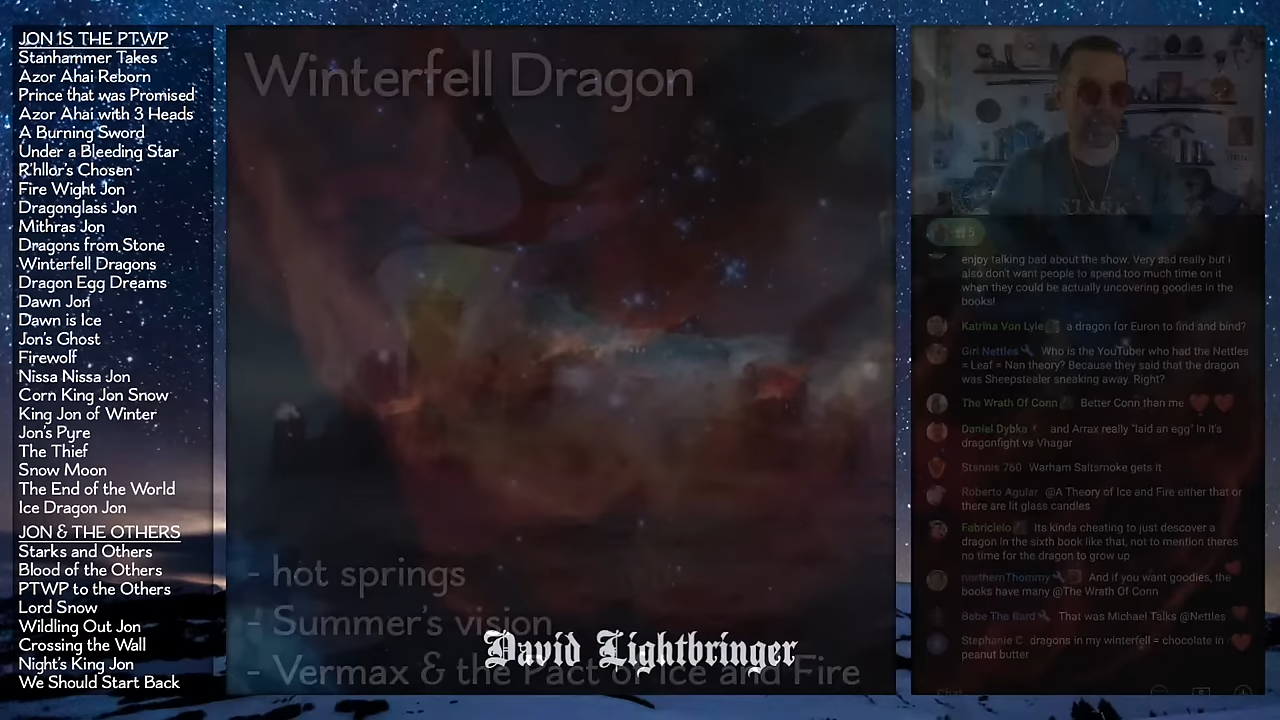 JON IS THE PTWP
Stanhammer Takes
Azor Ahai Reborn
Prince that was Promised
Azor Ahai with 3 Heads
A Burning Sword
Under a Bleeding Star
R'hllor's Chosen
Fire Wight Jon
Dragonglass Jon
Mithras Jon
Dragons from Stone
Winterfell Dragons
Dragon Egg Dreams
Dawn Jon
Dawn is Ice
Jon's Ghost
Firewolf
Nissa Nissa Jon
Corn King Jon Snow
King Jon of Winter
Jon's Pyre
The Thief
Snow Moon
The End of the World
Ice Dragon Jon
JON & THE OTHERS
Starks and Others
Blood of the Others
PTWP to the Others
Lord Snow
Wildling Out Jon
Crossing the Wall
Night's King Jon
We Should Start Back
Winterfell Dragon
- hot springs
- Summer's vision
- Vermax & the Pact of Ice and Fire
David Lightbringer
STARK
5
enjoy talking bad about the show. Very sad really but i
also don't want people to spend too much time on it
when they could be actually uncovering goodies in the
books!
Katrina Von Lyle a dragon for Euron to find and bind?
Girl Nettles Who is the YouTuber who had the Nettles
= Leaf = Nan theory? Because they said that the dragon
was Sheepstealer sneaking away. Right?
The Wrath Of Conn Better Conn than me
Daniel Dybka and Arrax really "laid an egg" In it's
dragonfight vs Vhagar
Stannis 760 Warham Saltsmoke gets it
Roberto Agular @A Theory of Ice and Fire either that or
there are lit glass candles
Fabricielo Its kinda cheating to just descover a
dragon in the sixth book like that, not to mention theres
no time for the dragon to grow up
northernThommy And if you want goodies, the
books have many @The Wrath Of Conn
Bebe The Bard That was Michael Talks @Nettles
Stephanie C dragons in my winterfell = chocolate in
peanut butter
Chat